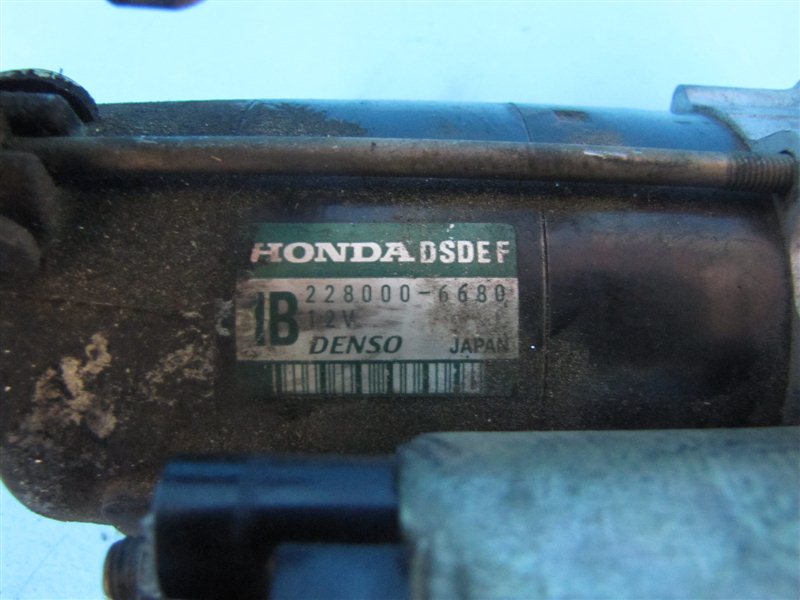 HONDA DSDEF
1B 228000-6680
12V
DENSO JAPAN